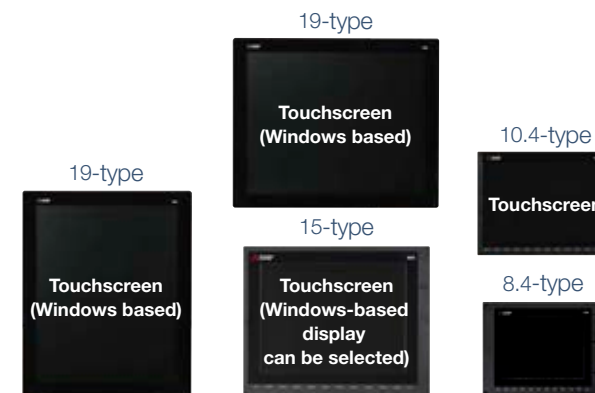 19-type
Touchscreen
(Windows based)
19-type
Touchscreen
(Windows based)
15-type
Touchscreen
(Windows-based
display
can be selected)
10.4-type
Touchscreen
8.4-type